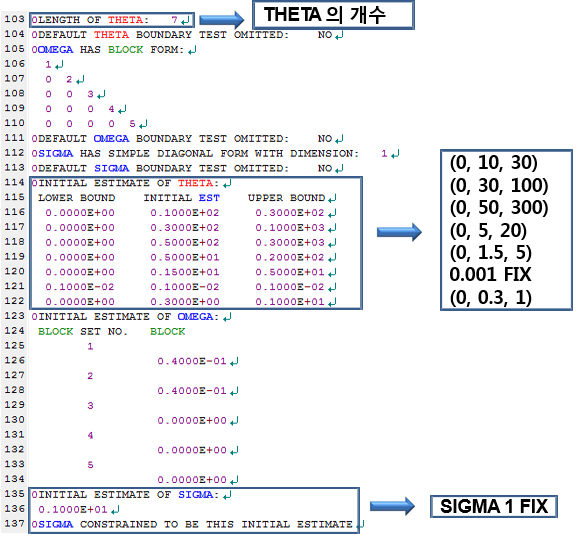 103 0LENGTH OF THETA: 7
THETA 의 개수
104 0DEFAULT THETA BOUNDARY TEST OMITTED: NO
105 0OMEGA HAS BLOCK FORM:
106 1
107 0 2
108 0 0 3
109 0 0 0 4
110 0 0 0 0 5
111 0DEFAULT OMEGA BOUNDARY TEST OMITTED: NO
112 0SIGMA HAS SIMPLE DIAGONAL FORM WITH DIMENSION: 1
113 0DEFAULT SIGMA BOUNDARY TEST OMITTED: NO
114 0INITIAL ESTIMATE OF THETA:
115 LOWER BOUND INITIAL EST UPPER BOUND
116 0.0000E+00 0.1000E+02 0.3000E+02
117 0.0000E+00 0.3000E+02 0.1000E+03
118 0.0000E+00 0.5000E+02 0.3000E+03
119 0.0000E+00 0.5000E+01 0.2000E+02
120 0.0000E+00 0.1500E+01 0.5000E+01
121 0.1000E-02 0.1000E-02 0.1000E-02
122 0.0000E+00 0.3000E+00 0.1000E+01
(0, 10, 30)
(0, 30, 100)
(0, 50, 300)
(0, 5, 20)
(0, 1.5, 5)
0.001 FIX
(0, 0.3, 1)
123 0INITIAL ESTIMATE OF OMEGA:
124 BLOCK SET NO. BLOCK
125 1
126 0.4000E-01
127 2
128 0.4000E-01
129 3
130 0.0000E+00
131 4
132 0.0000E+00
133 5
134 0.0000E+00
135 0INITIAL ESTIMATE OF SIGMA:
136 0.1000E+01
137 0SIGMA CONSTRAINED TO BE THIS INITIAL ESTIMATE
SIGMA 1 FIX